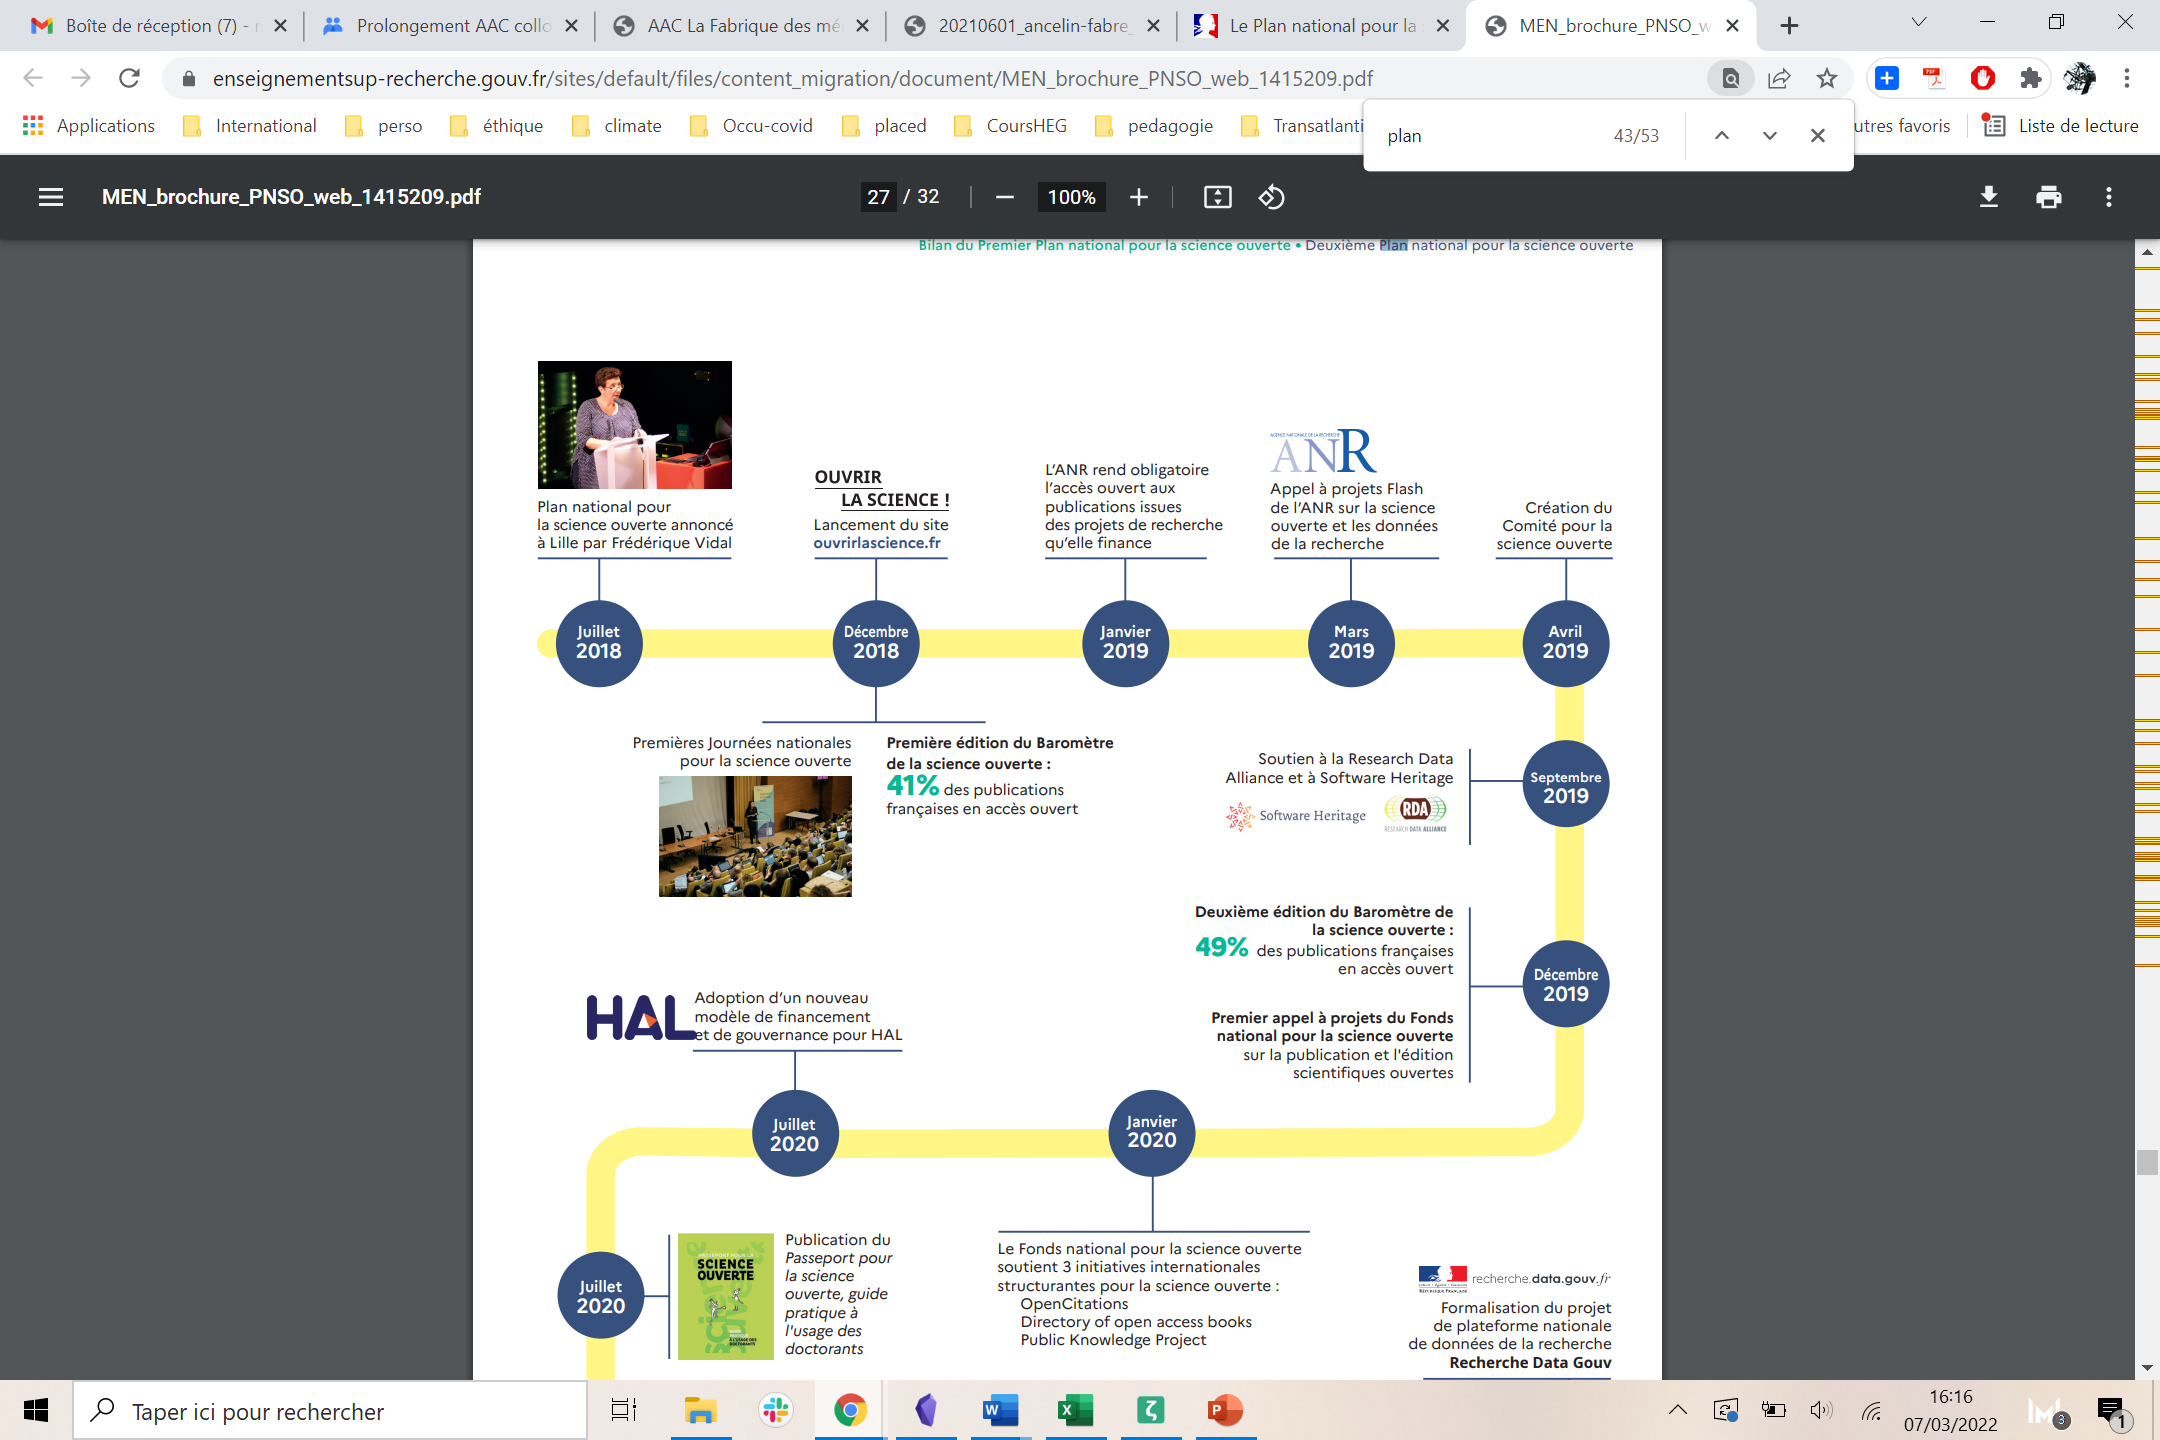 Boîte de réception (7) -
Prolongement AAC collo
AAC La Fabrique des mé
20210601_ancelin-fabre_
Le Plan national pour la
MEN_brochure_PNSO_w
enseignementsup-recherche.gouv.fr/sites/default/files/content_migration/document/MEN_brochure_PNSO_web_1415209.pdf
Applications
International
perso
éthique
climate
Occu-covid
placed
CoursHEG
pedagogie
Transatlanti
utres favoris
Liste de lecture
plan
43/53
MEN_brochure_PNSO_web_1415209.pdf
27 / 32
100%
Bilan du Premier Plan national pour la science ouverte • Deuxième Plan national pour la science ouverte
Plan national pour
la science ouverte annoncé
à Lille par Frédérique Vidal
OUVRIR
LA SCIENCE !
Lancement du site
ouvrirlascience.fr
L'ANR rend obligatoire
l'accès ouvert aux
publications issues
des projets de recherche
qu'elle finance
AGENCE NATIONALE DE LA RECHERCHE
ANR
Appel à projets Flash
de l'ANR sur la science
ouverte et les données
de la recherche
Création du
Comité pour la
science ouverte
Juillet
2018
Décembre
2018
Janvier
2019
Mars
2019
Avril
2019
Premières Journées nationales
pour la science ouverte
Première édition du Baromètre
de la science ouverte :
41% des publications
françaises en accès ouvert
Soutien à la Research Data
Alliance et à Software Heritage
Software Heritage
RDA
RESEARCH DATA ALLIANCE
Septembre
2019
Deuxième édition du Baromètre de
la science ouverte :
49% des publications françaises
en accès ouvert
Premier appel à projets du Fonds
national pour la science ouverte
sur la publication et l'édition
scientifiques ouvertes
Décembre
2019
HAL
Adoption d'un nouveau
modèle de financement
et de gouvernance pour HAL
Juillet
2020
Janvier
2020
Juillet
2020
PASSEPORT POUR LA
SCIENCE
OUVERTE
Publication du
Passeport pour
la science
ouverte, guide
pratique à
l'usage des
doctorants
Le Fonds national pour la science ouverte
soutient 3 initiatives internationales
structurantes pour la science ouverte :
OpenCitations
Directory of open access books
Public Knowledge Project
recherche.data.gouv.fr
Formalisation du projet
de plateforme nationale
de données de la recherche
Recherche Data Gouv
Taper ici pour rechercher
16:16
07/03/2022
3
1